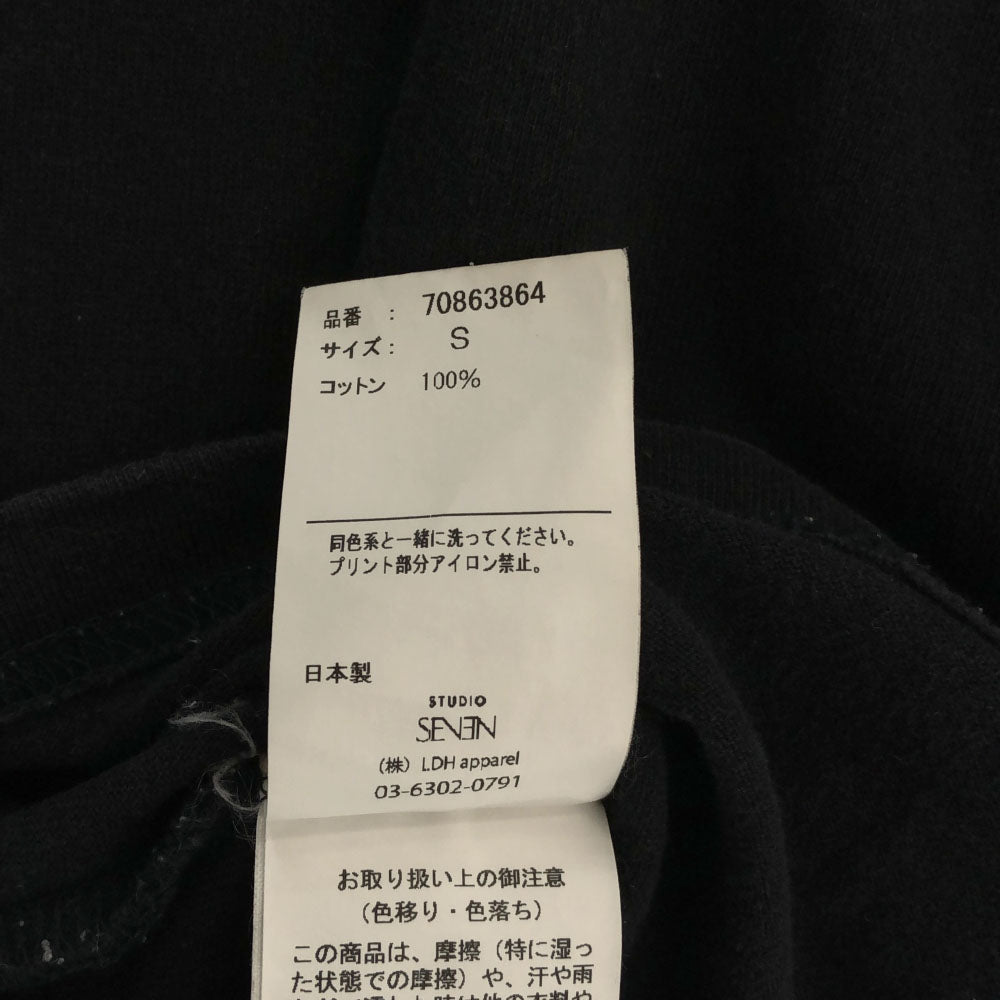 品番 : 70863864
サイズ : S
コットン 100%
同色系と一緒に洗ってください。
プリント部分アイロン禁止。
日本製
STUDIO
SEVEN
(株) LDH apparel
03-6302-0791
お取り扱い上の御注意
(色移り・色落ち)
この商品は、摩擦（特に湿っ
た状態での摩擦）や、汗や雨